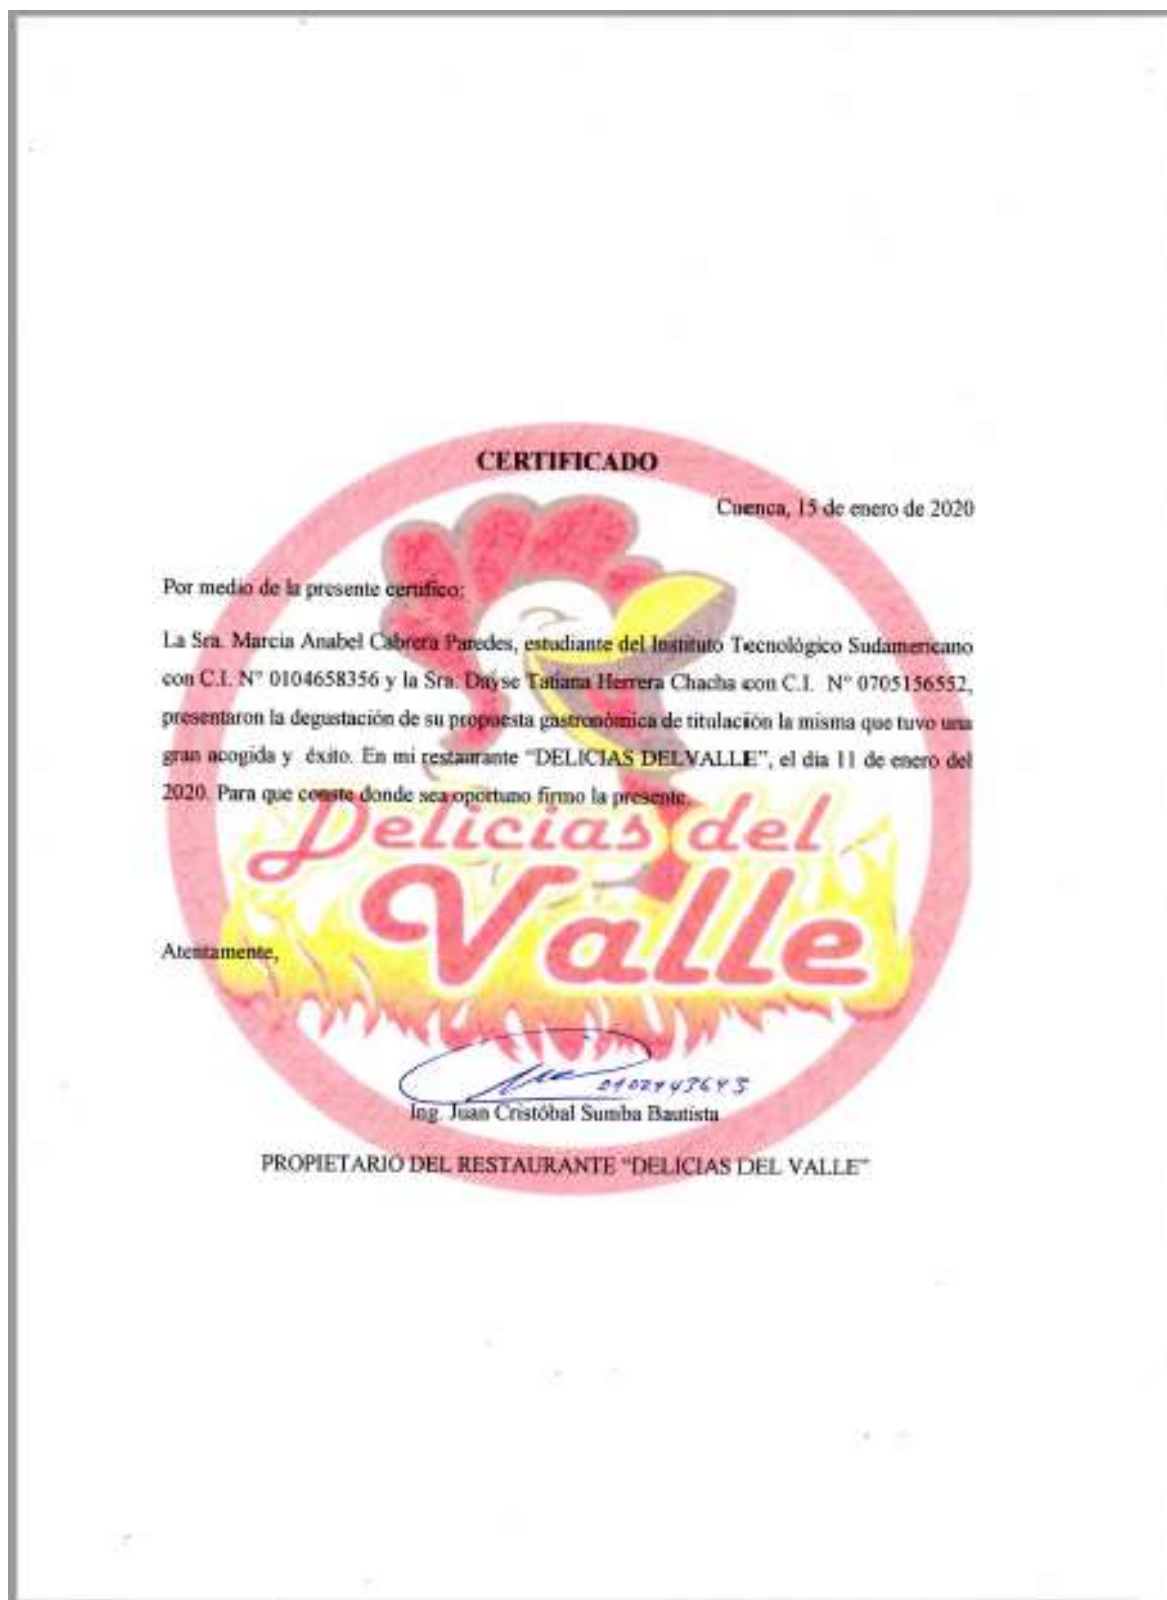 CERTIFICADO
Cuenca, 15 de enero de 2020
Por medio de la presente certifico:
La Sra. Marcia Anabel Cabrera Paredes, estudiante del Instituto Tecnológico Sudamericano
con C.I. N° 0104658356 y la Sra. Dayse Tatiana Herrera Chacha con C.I. N° 0705156552,
presentaron la degustación de su propuesta gastronómica de titulación la misma que tuvo una
gran acogida y éxito. En mi restaurante “DELICIAS DELVALLE”, el dia 11 de enero del
2020. Para que conste donde sea oportuno firmo la presente.
Delicias del
Valle
Atentamente,
Ing. Juan Cristóbal Sumba Bautista
PROPIETARIO DEL RESTAURANTE “DELICIAS DEL VALLE”